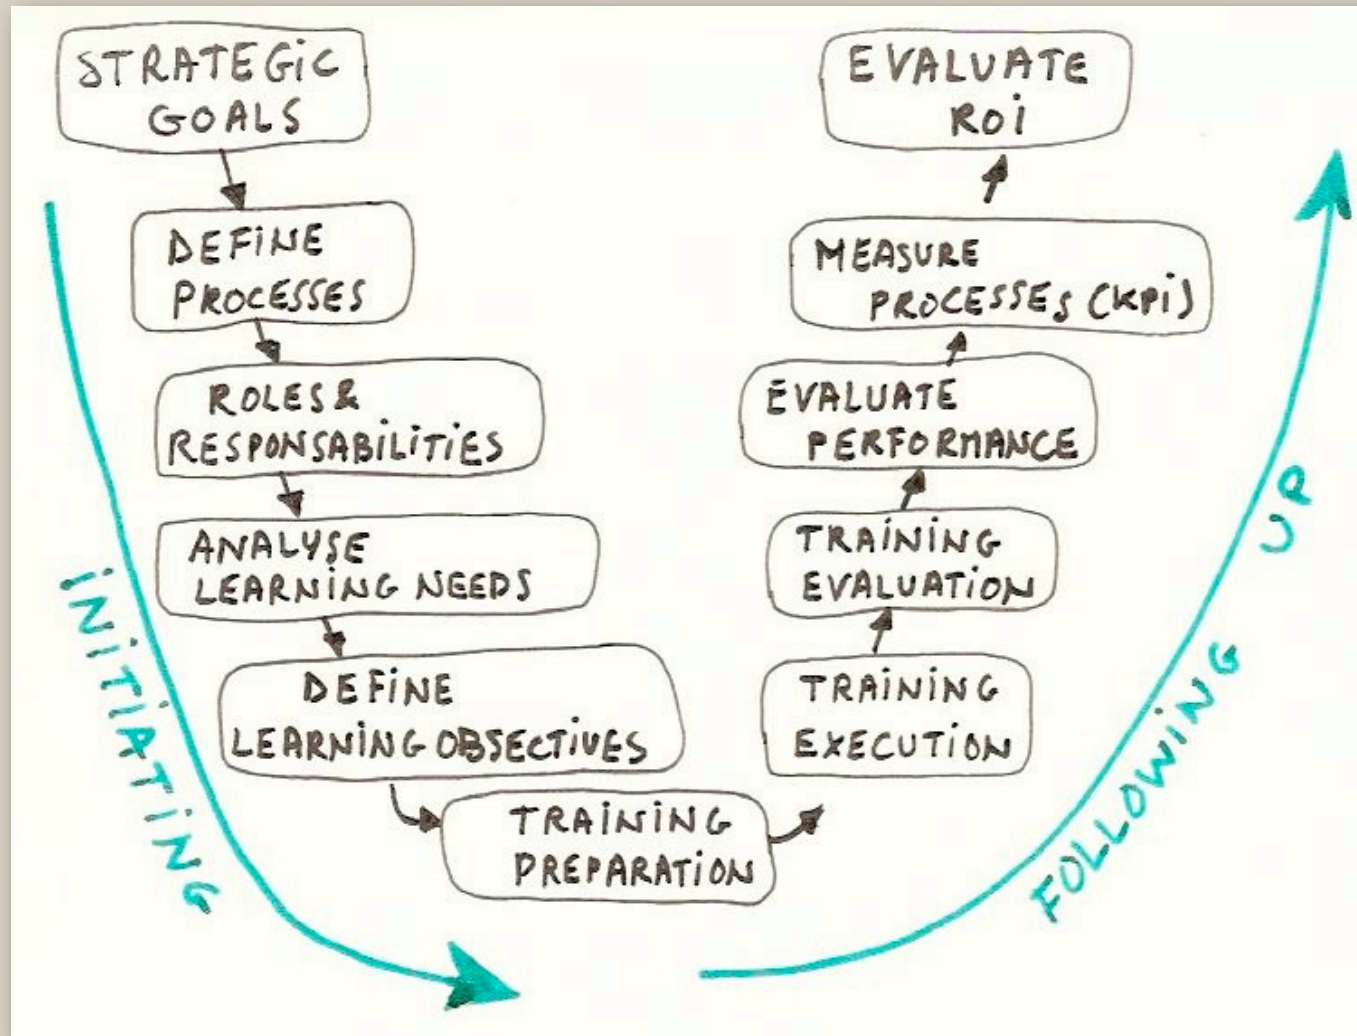 STRATEGiC
GOALS
DEFiNE
PROCESSES
ROLES &
RESPONSABILITiES
ANALYSE
LEARNiNG NEEDS
DEFiNE
LEARNiNG OBSECTiVES
TRAiNiNG
PREPARATiON
TRAiNiNG
EXECUTiON
TRAiNiNG
EVALUATiON
EVALUATE
PERFORMANCE
MEASURE
PROCESSES (KPi)
EVALUATE
ROi
iNiTiATiNG
FOLLOWiNG UP